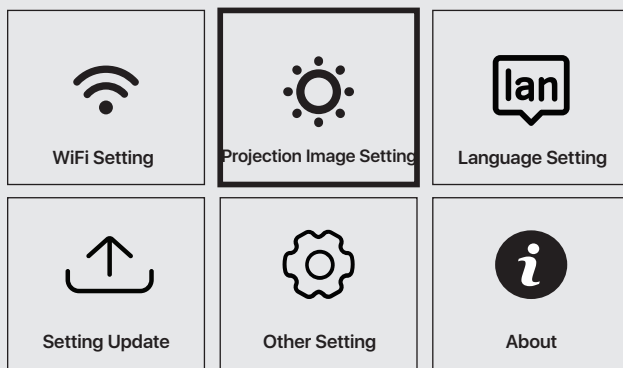 WiFi Setting
Projection Image Setting
lan
Language Setting
Setting Update
Other Setting
i
About